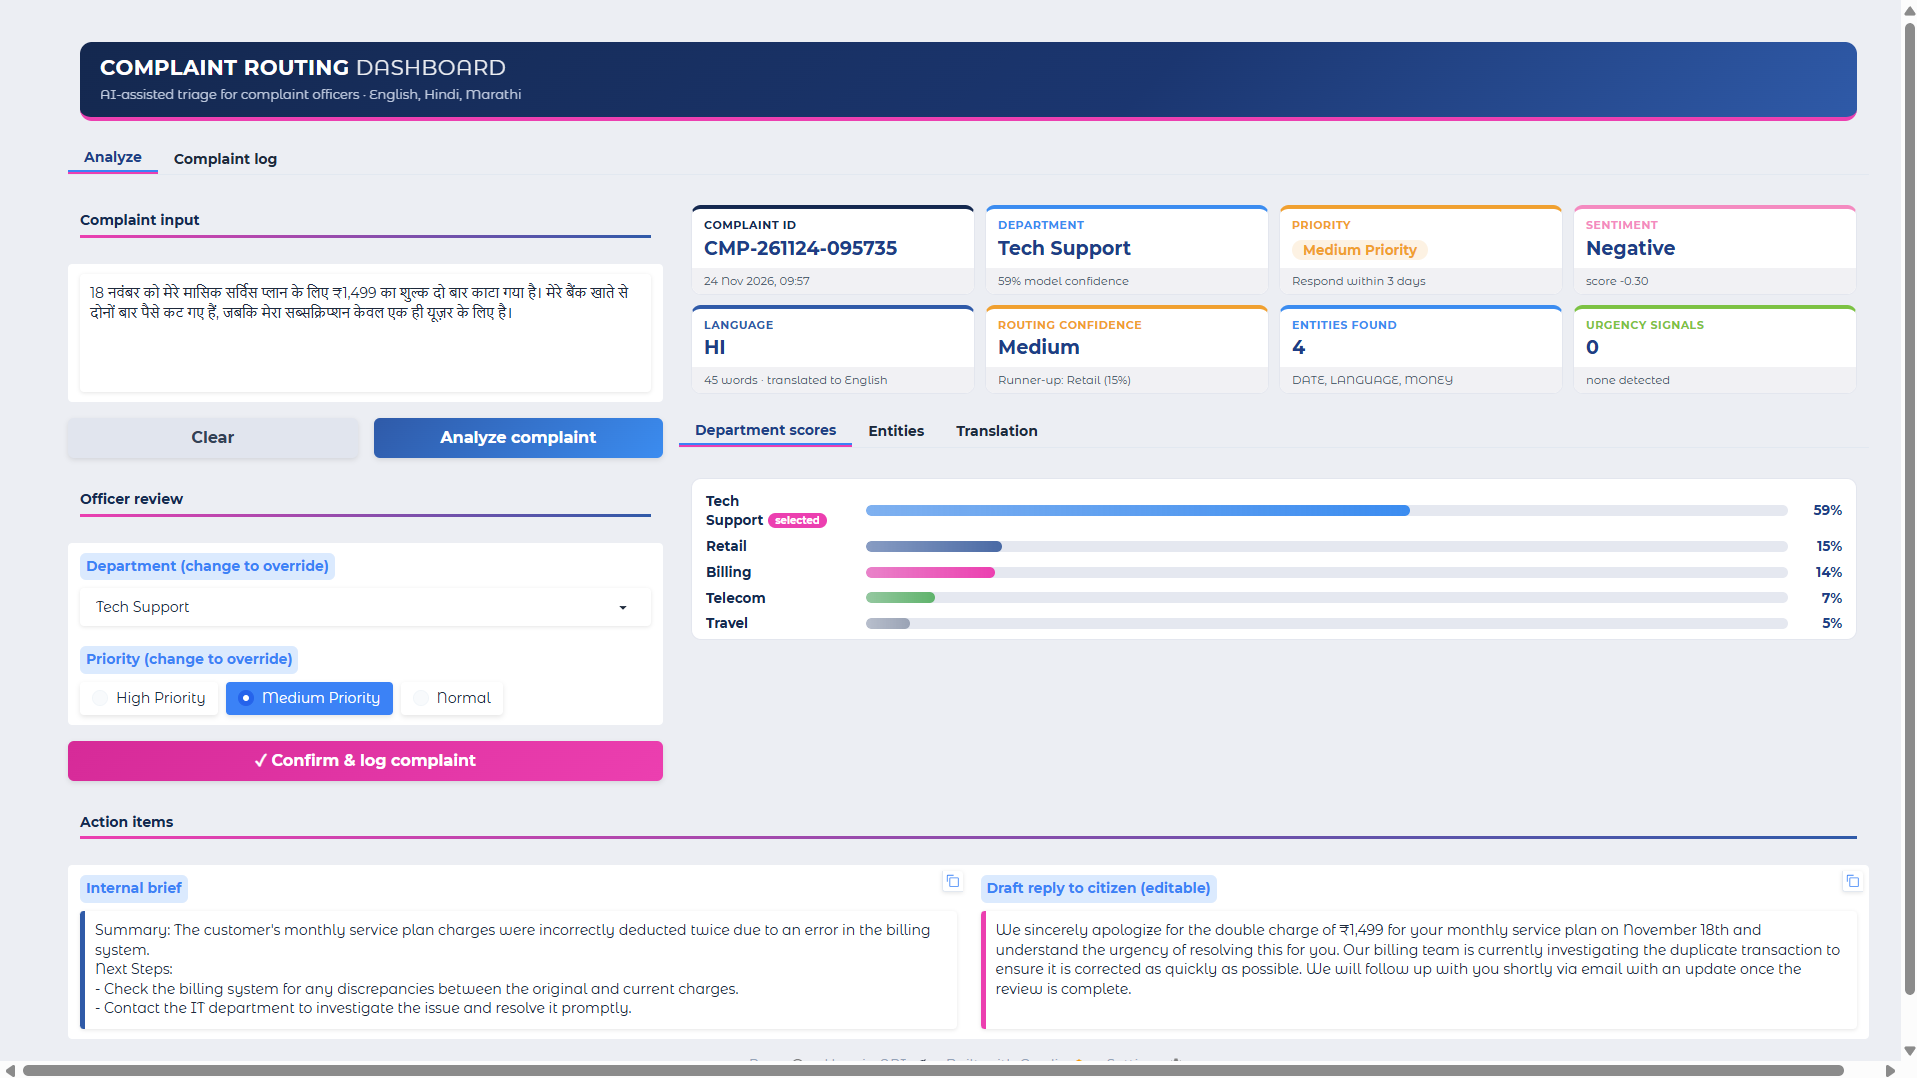 COMPLAINT ROUTING DASHBOARD
AI-assisted triage for complaint officers · English, Hindi, Marathi
Analyze
Complaint log
Complaint input
18 नवंबर को मेरे मासिक सर्विस प्लान के लिए ₹1,499 का शुल्क दो बार काटा गया है। मेरे बैंक खाते से
दोनों बार पैसे कट गए हैं, जबकि मेरा सब्सक्रिप्शन केवल एक ही यूज़र के लिए है।
Clear
Analyze complaint
Officer review
Department (change to override)
Tech Support
Priority (change to override)
High Priority
Medium Priority
Normal
✓ Confirm & log complaint
COMPLAINT ID
CMP-261124-095735
24 Nov 2026, 09:57
DEPARTMENT
Tech Support
59% model confidence
PRIORITY
Medium Priority
Respond within 3 days
SENTIMENT
Negative
score -0.30
LANGUAGE
HI
45 words · translated to English
ROUTING CONFIDENCE
Medium
Runner-up: Retail (15%)
ENTITIES FOUND
4
DATE, LANGUAGE, MONEY
URGENCY SIGNALS
0
none detected
Department scores
Entities
Translation
Tech
Support selected
59%
Retail
15%
Billing
14%
Telecom
7%
Travel
5%
Action items
Internal brief
Summary: The customer's monthly service plan charges were incorrectly deducted twice due to an error in the billing
system.
Next Steps:
- Check the billing system for any discrepancies between the original and current charges.
- Contact the IT department to investigate the issue and resolve it promptly.
Draft reply to citizen (editable)
We sincerely apologize for the double charge of ₹1,499 for your monthly service plan on November 18th and
understand the urgency of resolving this for you. Our billing team is currently investigating the duplicate transaction to
ensure it is corrected as quickly as possible. We will follow up with you shortly via email with an update once the
review is complete.